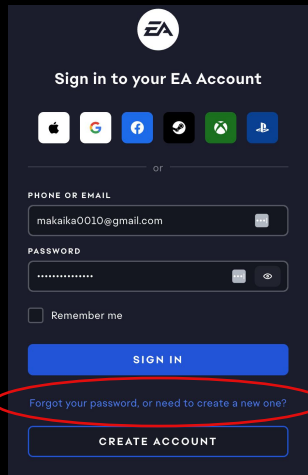 EA
Sign in to your EA Account
or
PHONE OR EMAIL
makaika0010@gmail.com
PASSWORD
Remember me
SIGN IN
Forgot your password, or need to create a new one?
CREATE ACCOUNT